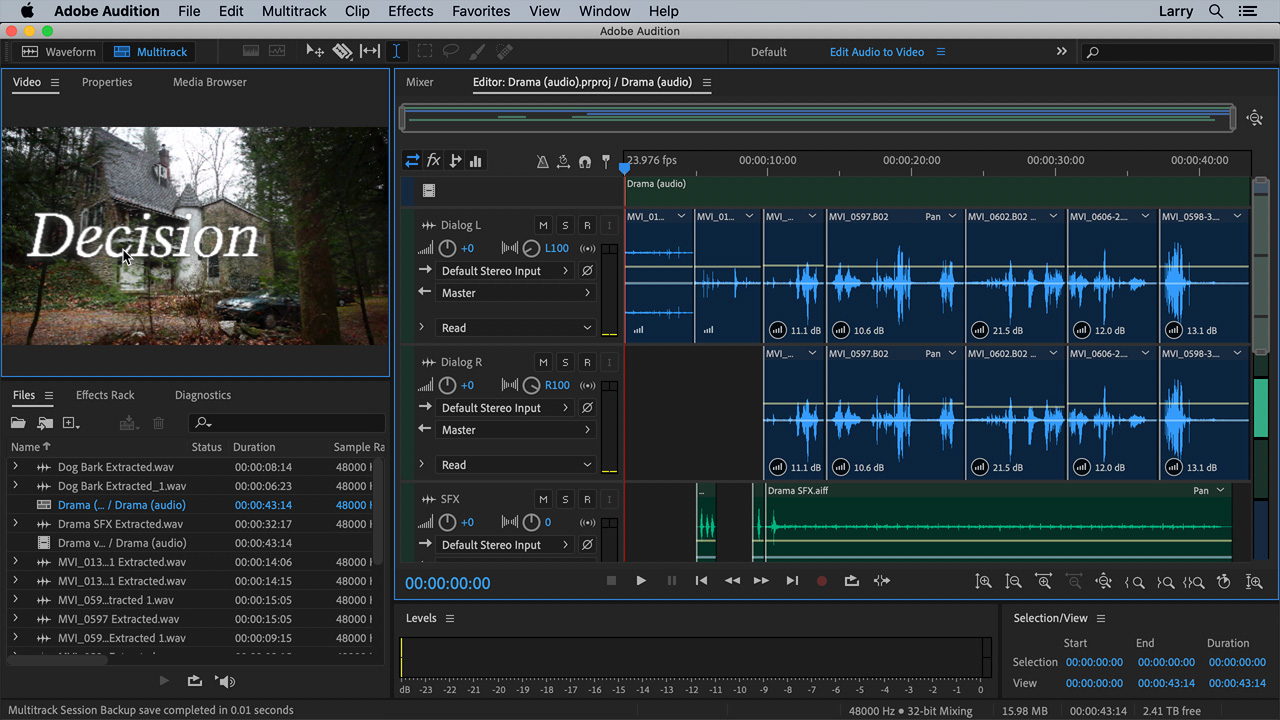 Adobe Audition File Edit Multitrack Clip Effects Favorites View Window Help Larry
Adobe Audition
Waveform Multitrack Default Edit Audio to Video
Video Properties Media Browser
Decision
Files Effects Rack Diagnostics
Name Status Duration Sample Ra
Dog Bark Extracted.wav 00:00:08:14 48000 H
Dog Bark Extracted_1.wav 00:00:06:23 48000 H
Drama (... / Drama (audio) 00:00:43:14 48000 H
Drama SFX Extracted.wav 00:00:32:17 48000 H
Drama v... / Drama (audio) 00:00:43:14
MVI_013...1 Extracted.wav 00:00:14:06 48000 H
MVI_013...1 Extracted.wav 00:00:14:15 48000 H
MVI_059...tracted 1.wav 00:00:15:05 48000 H
MVI_0597 Extracted.wav 00:00:15:05 48000 H
MVI_059...Extracted 1.wav 00:00:09:15 48000 H
Mixer Editor: Drama (audio).prproj / Drama (audio)
fx 23.976 fps 00:00:10:00 00:00:20:00 00:00:30:00 00:00:40:00
Drama (audio)
Dialog L M S R I
+0 L100
Default Stereo Input
Master
Read
MVI_01... MVI_01... MVI_... MVI_0597.B02 Pan MVI_0602.B02 ... MVI_0606-2.... MVI_0598-3....
11.1 dB 10.6 dB 21.5 dB 12.0 dB 13.1 dB
Dialog R M S R I
+0 R100
Default Stereo Input
Master
Read
MVI_... MVI_0597.B02 Pan MVI_0602.B02 ... MVI_0606-2.... MVI_0598-3....
11.1 dB 10.6 dB 21.5 dB 12.0 dB 13.1 dB
SFX M S R I
+0 0
Default Stereo Input
... Drama SFX.aiff Pan
00:00:00:00
Levels
dB -23 -22 -21 -20 -19 -18 -17 -16 -15 -14 -13 -12 -11 -10 -9 -8 -7 -6 -5 -4 -3 -2 -1 0
Selection/View
Start End Duration
Selection 00:00:00:00 00:00:00:00 00:00:00:00
View 00:00:00:00 00:00:43:14 00:00:43:14
Multitrack Session Backup save completed in 0.01 seconds
48000 Hz • 32-bit Mixing 15.98 MB 00:00:43:14 2.41 TB free